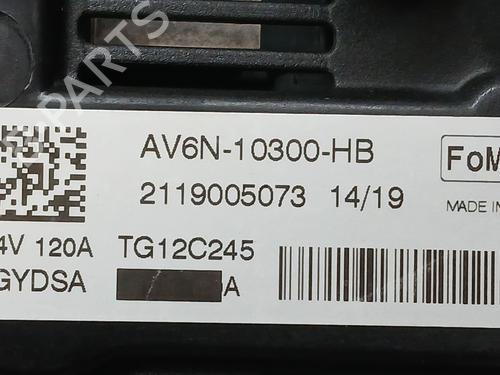 PARTS
AV6N-10300-HB
FoM
2119005073 14/19
MADE IN
4V 120A TG12C245
GYDSA
A